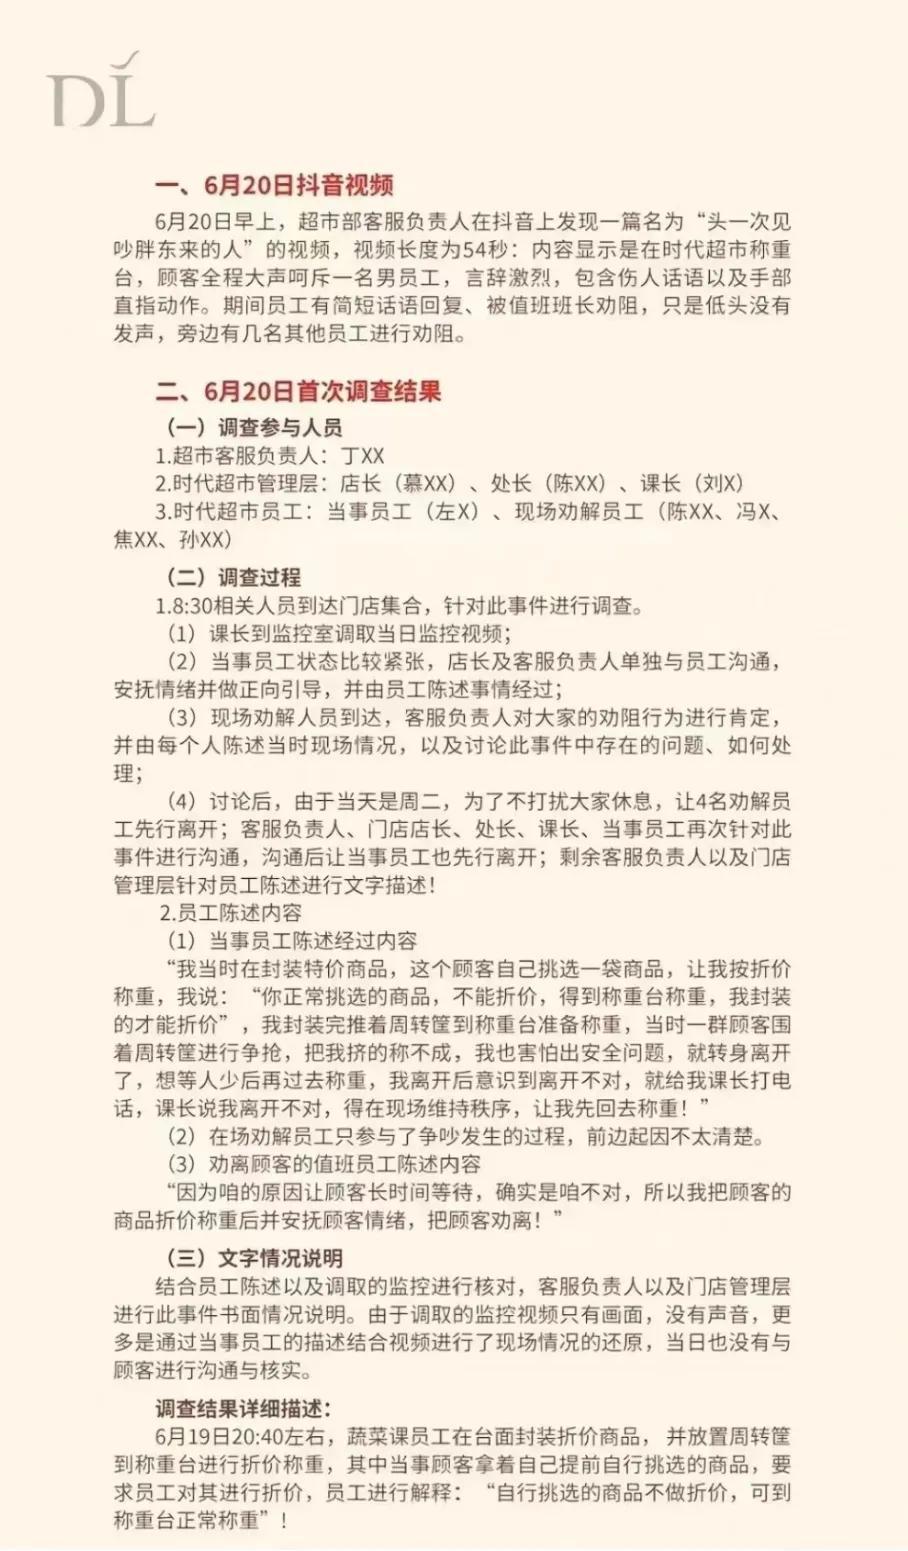 DL
一、6月20日抖音视频
6月20日早上，超市部客服负责人在抖音上发现一篇名为“头一次见
吵胖东来的人”的视频，视频长度为54秒：内容显示是在时代超市称重
台，顾客全程大声呵斥一名男员工，言辞激烈，包含伤人话语以及手部
直指动作。期间员工有简短话语回复、被值班班长劝阻，只是低头没有
发声，旁边有几名其他员工进行劝阻。
二、6月20日首次调查结果
（一）调查参与人员
1.超市客服负责人：丁XX
2.时代超市管理层：店长（慕XX）、处长（陈XX）、课长（刘X）
3.时代超市员工：当事员工（左X）、现场劝解员工（陈XX、冯X、
焦XX、孙XX）
（二）调查过程
1.8:30相关人员到达门店集合，针对此事件进行调查。
（1）课长到监控室调取当日监控视频；
（2）当事员工状态比较紧张，店长及客服负责人单独与员工沟通，
安抚情绪并做正向引导，并由员工陈述事情经过；
（3）现场劝解人员到达，客服负责人对大家的劝阻行为进行肯定，
并由每个人陈述当时现场情况，以及讨论此事件中存在的问题、如何处
理；
（4）讨论后，由于当天是周二，为了不打扰大家休息，让4名劝解员
工先行离开；客服负责人、门店店长、处长、课长、当事员工再次针对此
事件进行沟通，沟通后让当事员工也先行离开；剩余客服负责人以及门店
管理层针对员工陈述进行文字描述！
2.员工陈述内容
（1）当事员工陈述经过内容
“我当时在封装特价商品，这个顾客自己挑选一袋商品，让我按折价
称重，我说：“你正常挑选的商品，不能折价，得到称重台称重，我封装
的才能折价”，我封装完推着周转筐到称重台准备称重，当时一群顾客围
着周转筐进行争抢，把我挤的称不成，我也害怕出安全问题，就转身离开
了，想等人少后再过去称重，我离开后意识到离开不对，就给我课长打电
话，课长说我离开不对，得在现场维持秩序，让我先回去称重！”
（2）在场劝解员工只参与了争吵发生的过程，前边起因不太清楚。
（3）劝离顾客的值班员工陈述内容
“因为咱的原因让顾客长时间等待，确实是咱不对，所以我把顾客的
商品折价称重后并安抚顾客情绪，把顾客劝离！”
（三）文字情况说明
结合员工陈述以及调取的监控进行核对，客服负责人以及门店管理层
进行此事件书面情况说明。由于调取的监控视频只有画面，没有声音，更
多是通过当事员工的描述结合视频进行了现场情况的还原，当日也没有与
顾客进行沟通与核实。
调查结果详细描述：
6月19日20:40左右，蔬菜课员工在台面封装折价商品， 并放置周转筐
到称重台进行折价称重，其中当事顾客拿着自己提前自行挑选的商品，要
求员工对其进行折价，员工进行解释：“自行挑选的商品不做折价，可到
称重台正常称重”！